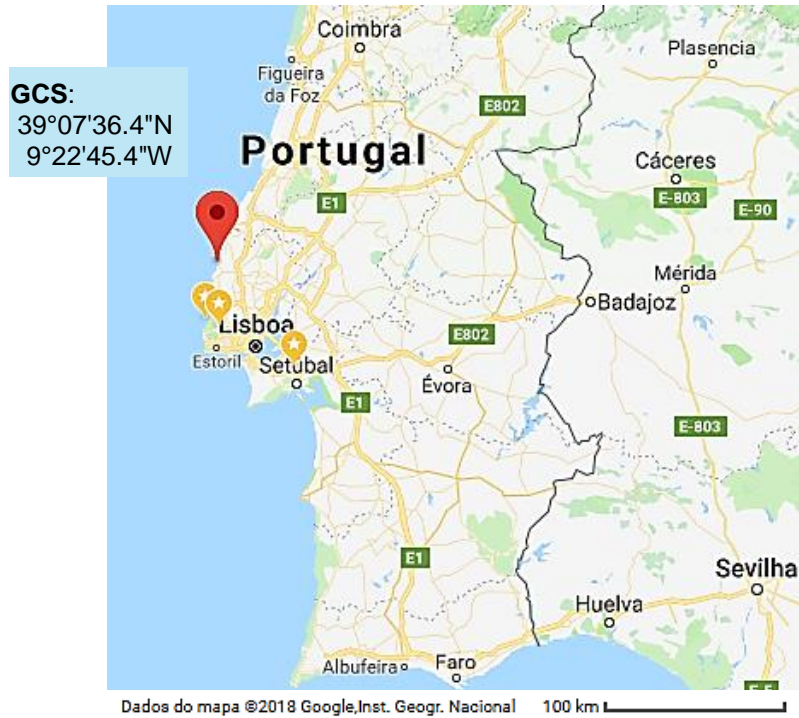 Coimbra
Plasencia
Figueira
da Foz
GCS:
39°07'36.4"N
9°22'45.4"W
E802
Portugal
Cáceres
E1
E-803
E-90
Mérida
Badajoz
Lisboa
E802
Estoril
Setúbal
Évora
E1
E-803
E1
Sevilha
Huelva
Albufeira
Faro
Dados do mapa ©2018 Google,Inst. Geogr. Nacional 100 km